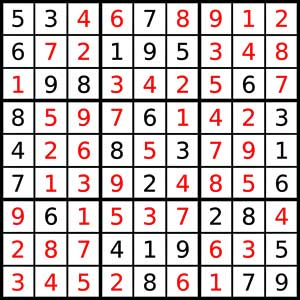 5 3 4 6 7 8 9 1 2
6 7 2 1 9 5 3 4 8
1 9 8 3 4 2 5 6 7
8 5 9 7 6 1 4 2 3
4 2 6 8 5 3 7 9 1
7 1 3 9 2 4 8 5 6
9 6 1 5 3 7 2 8 4
2 8 7 4 1 9 6 3 5
3 4 5 2 8 6 1 7 9